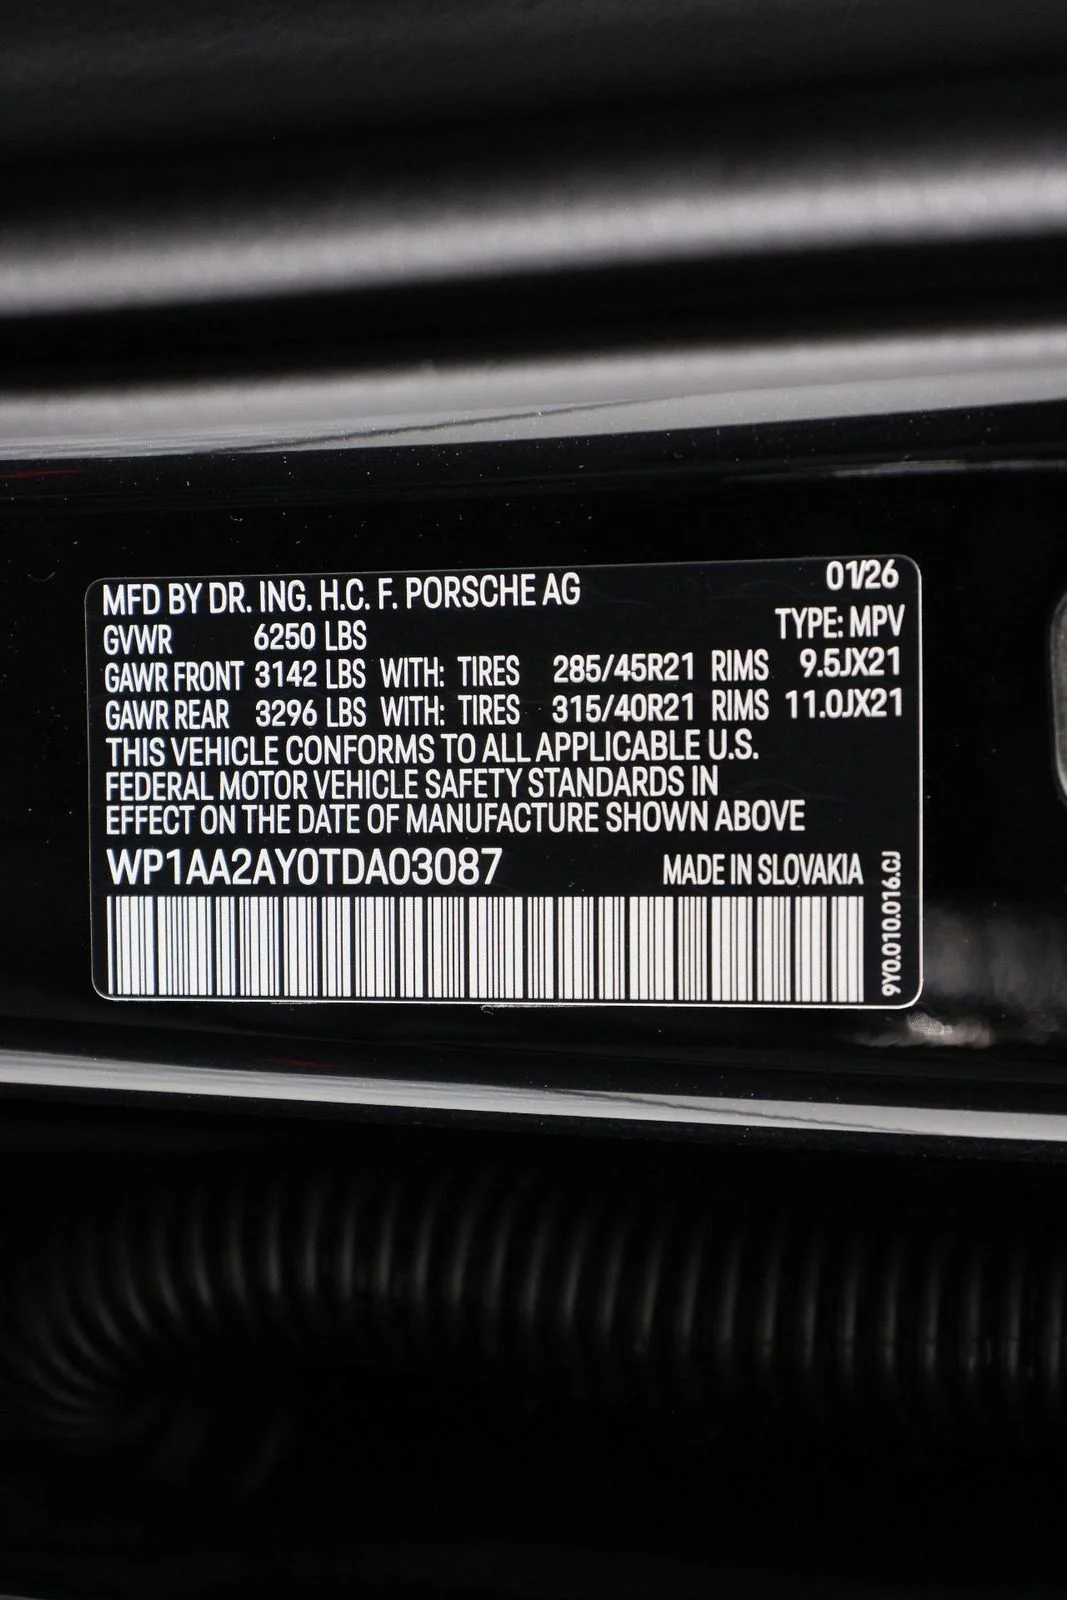 MFD BY DR. ING. H.C. F. PORSCHE AG 01/26
GVWR 6250 LBS TYPE: MPV
GAWR FRONT 3142 LBS WITH: TIRES 285/45R21 RIMS 9.5JX21
GAWR REAR 3296 LBS WITH: TIRES 315/40R21 RIMS 11.0JX21
THIS VEHICLE CONFORMS TO ALL APPLICABLE U.S.
FEDERAL MOTOR VEHICLE SAFETY STANDARDS IN
EFFECT ON THE DATE OF MANUFACTURE SHOWN ABOVE
WP1AA2AY0TDA03087 MADE IN SLOVAKIA
9Y0.010.016.CJ